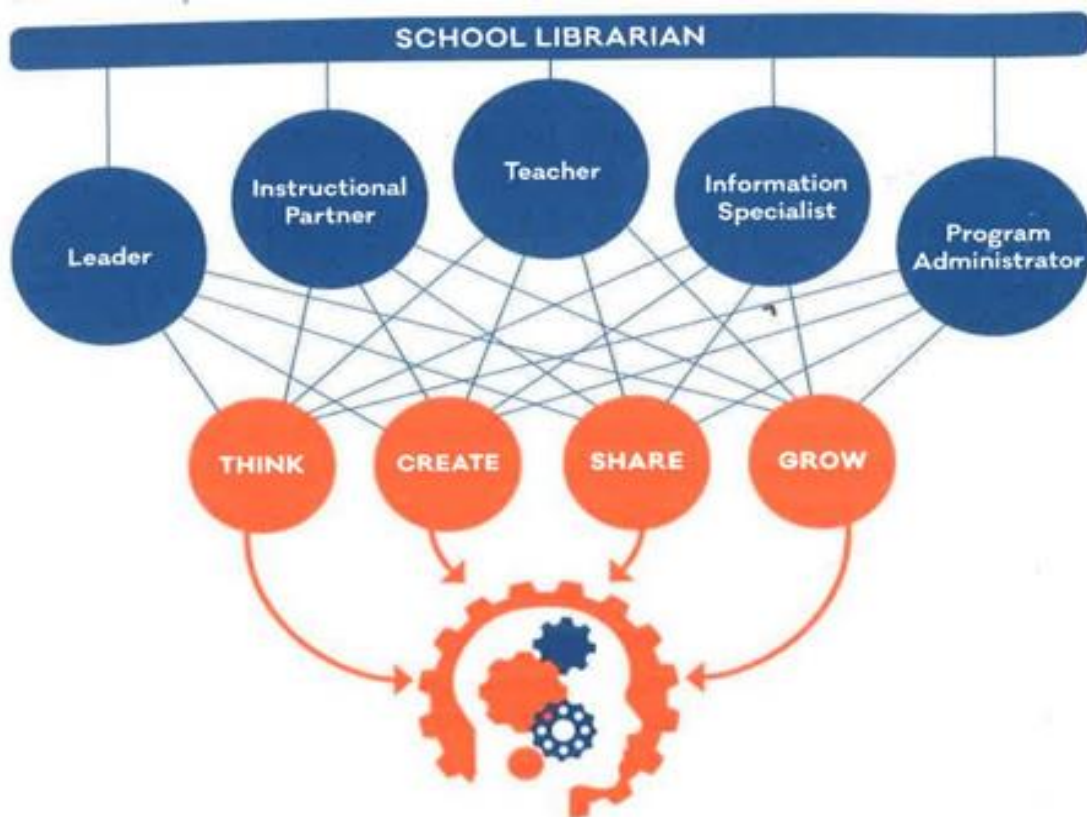 SCHOOL LIBRARIAN
Leader
Instructional
Partner
Teacher
Information
Specialist
Program
Administrator
THINK
CREATE
SHARE
GROW